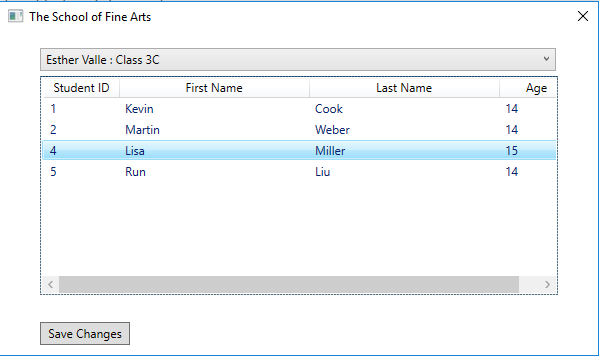 The School of Fine Arts
Esther Valle : Class 3C
Student ID First Name Last Name Age
1 Kevin Cook 14
2 Martin Weber 14
4 Lisa Miller 15
5 Run Liu 14
Save Changes